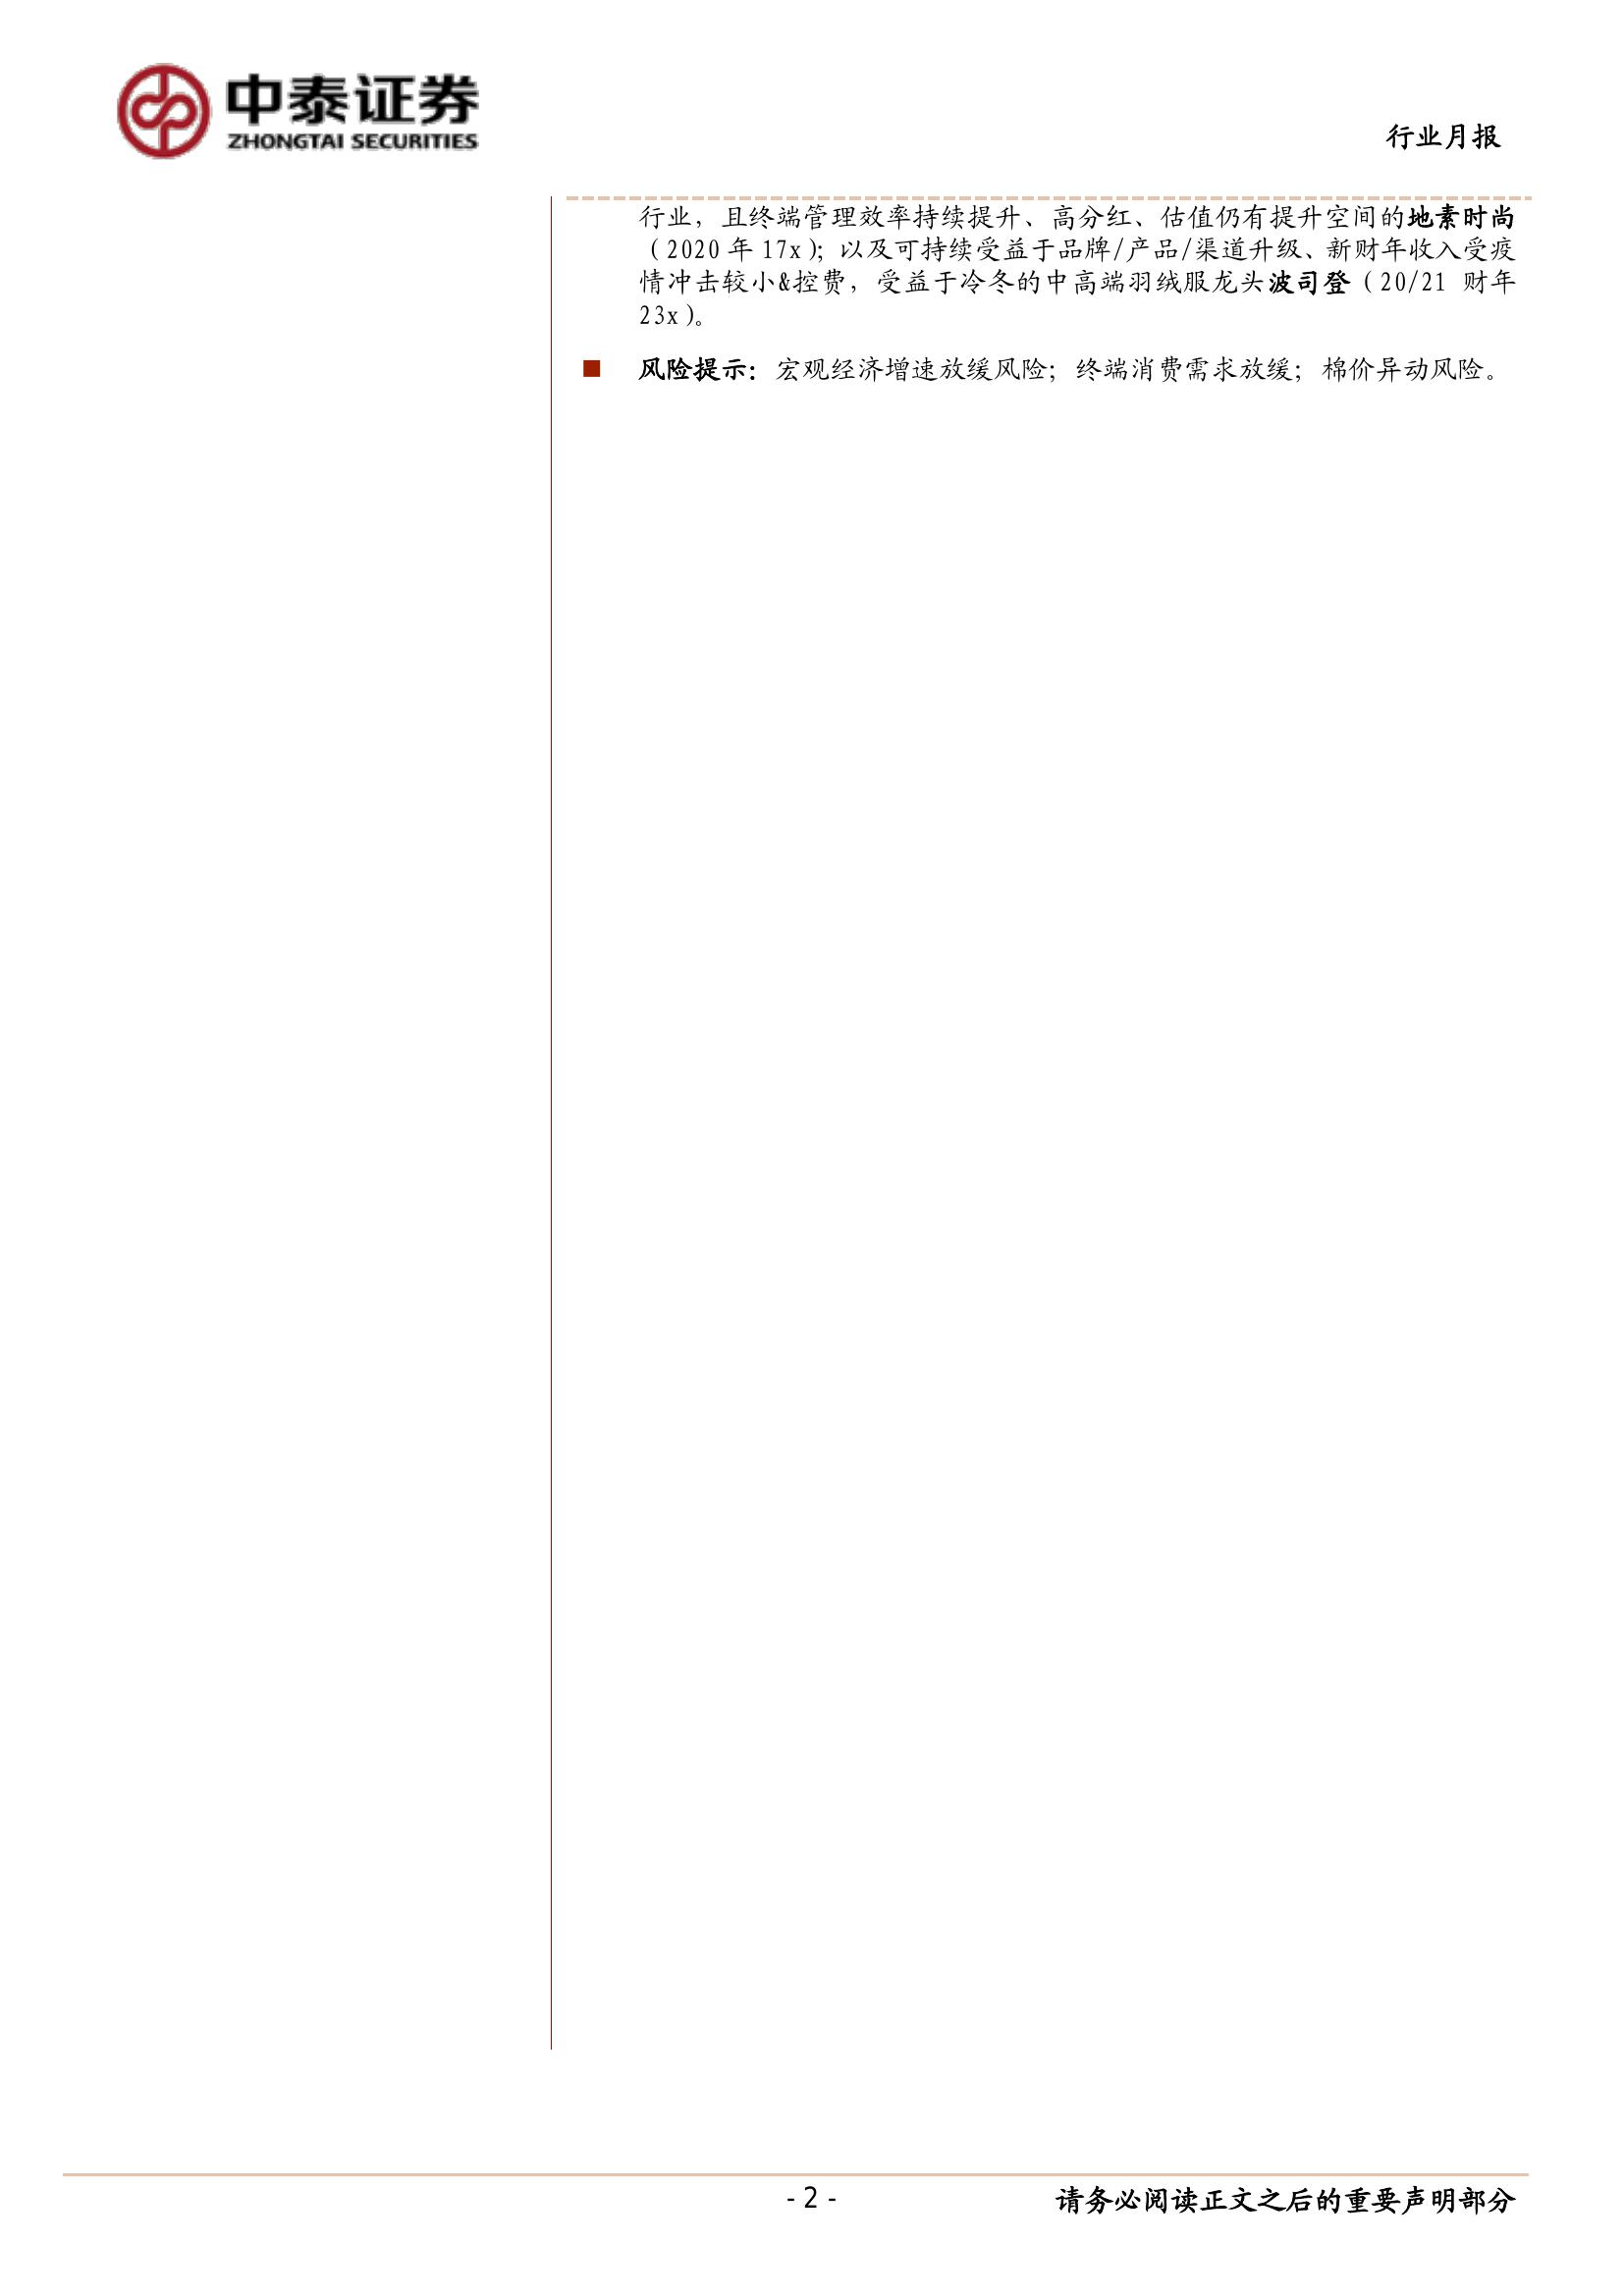 中泰证券
ZHONGTAI SECURITIES
行业月报
行业，且终端管理效率持续提升、高分红、估值仍有提升空间的地素时尚
（2020 年 17x）；以及可持续受益于品牌/产品/渠道升级、新财年收入受疫
情冲击较小&控费，受益于冷冬的中高端羽绒服龙头波司登（20/21 财年
23x）。
■ 风险提示：宏观经济增速放缓风险；终端消费需求放缓；棉价异动风险。
- 2 -
请务必阅读正文之后的重要声明部分